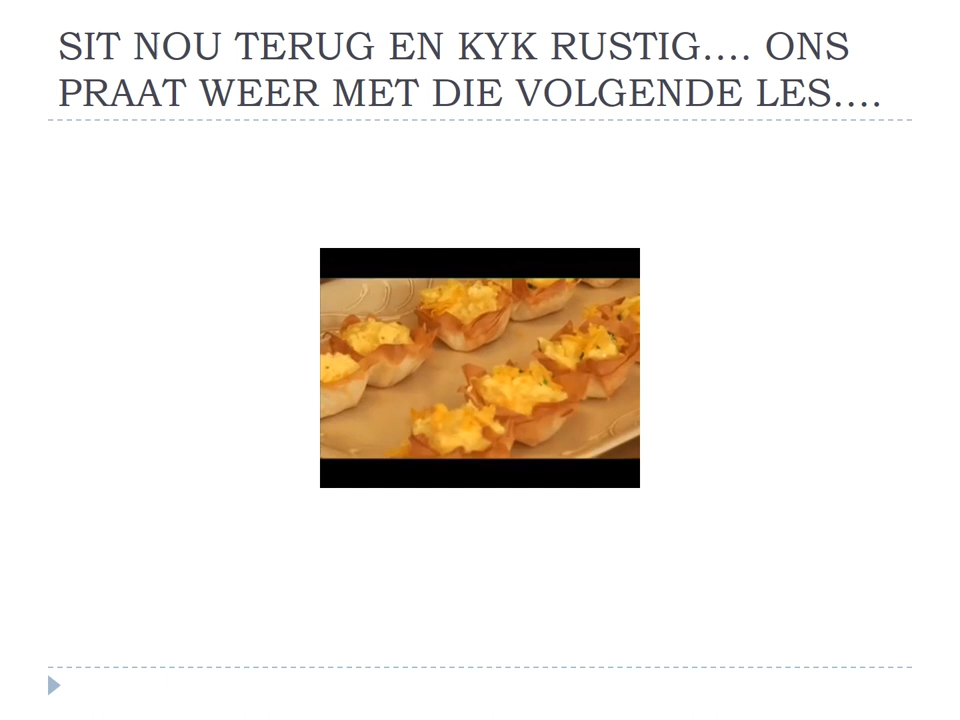 SIT NOU TERUG EN KYK RUSTIG.... ONS
PRAAT WEER MET DIE VOLGENDE LES....